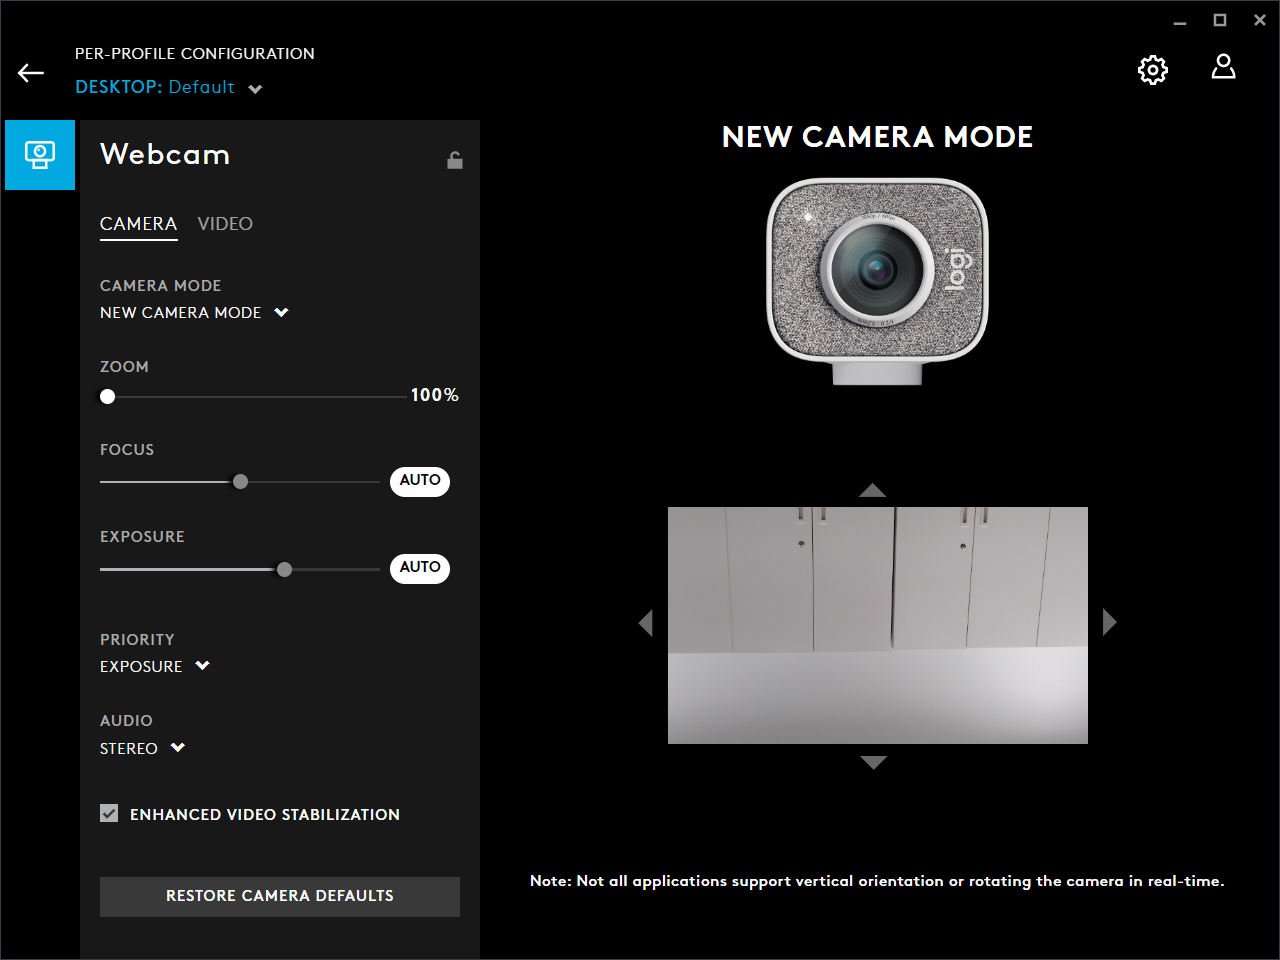 PER-PROFILE CONFIGURATION
DESKTOP: Default
Webcam
CAMERA VIDEO
CAMERA MODE
NEW CAMERA MODE
ZOOM
100%
FOCUS
AUTO
EXPOSURE
AUTO
PRIORITY
EXPOSURE
AUDIO
STEREO
ENHANCED VIDEO STABILIZATION
RESTORE CAMERA DEFAULTS
NEW CAMERA MODE
logi
Note: Not all applications support vertical orientation or rotating the camera in real-time.